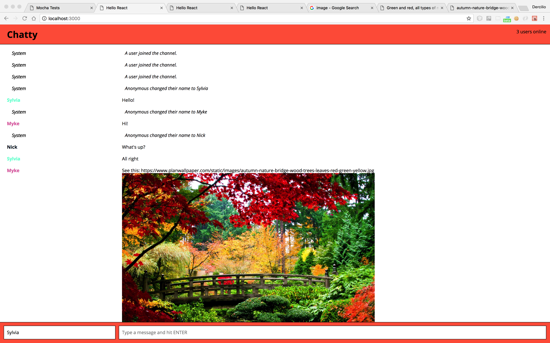 Mocha Tests
Hello React
Hello React
Hello React
image - Google Search
Green and red, all types of
autumn-nature-bridge-wood
Denolio
localhost:3000
Chatty
3 users online
System A user joined the channel.
System A user joined the channel.
System A user joined the channel.
System Anonymous changed their name to Sylvia
Sylvia Hello!
System Anonymous changed their name to Myke
Myke Hi!
System Anonymous changed their name to Nick
Nick What's up?
Sylvia All right
Myke See this: https://www.planwallpaper.com/static/images/autumn-nature-bridge-wood-trees-leaves-red-green-yellow.jpg
Sylvia Type a message and hit ENTER